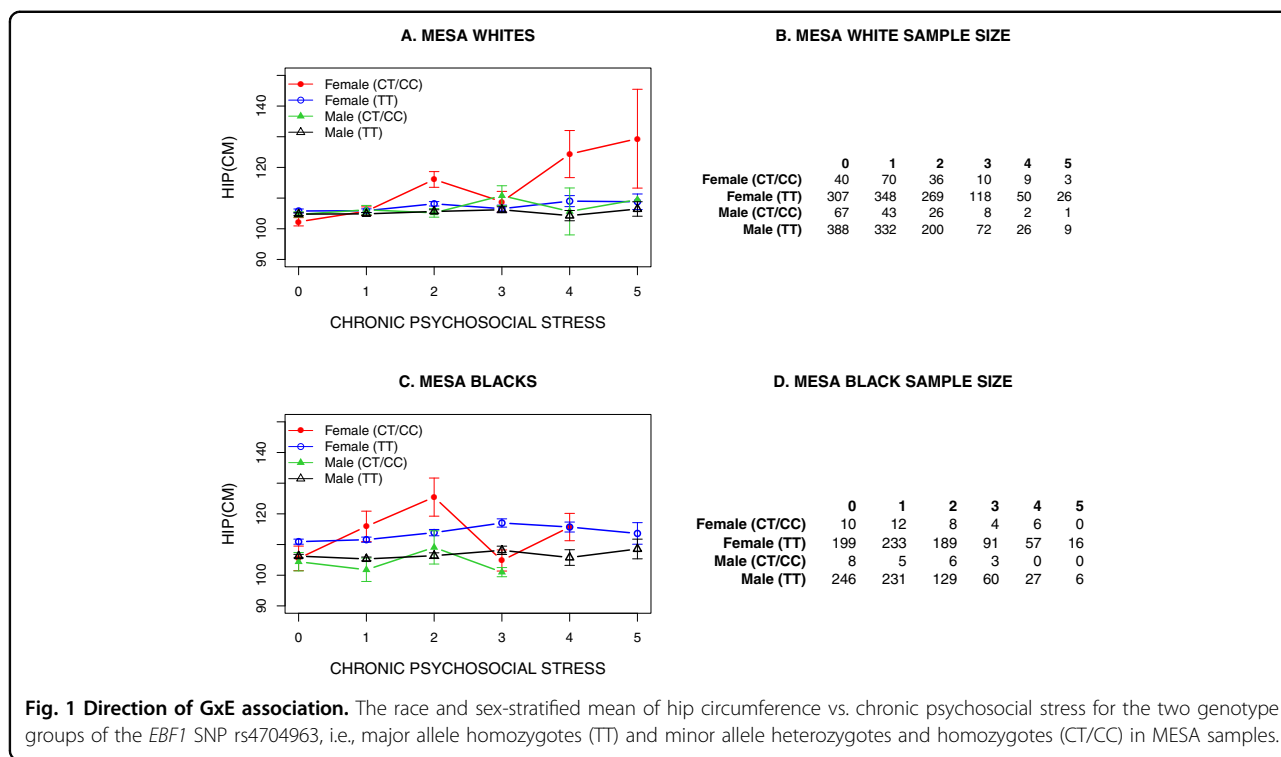 A. MESA WHITES
Female (CT/CC)
Female (TT)
Male (CT/CC)
Male (TT)
HIP(CM)
140
120
100
90
0 1 2 3 4 5
CHRONIC PSYCHOSOCIAL STRESS
B. MESA WHITE SAMPLE SIZE
0 1 2 3 4 5
Female (CT/CC) 40 70 36 10 9 3
Female (TT) 307 348 269 118 50 26
Male (CT/CC) 67 43 26 8 2 1
Male (TT) 388 332 200 72 26 9
C. MESA BLACKS
Female (CT/CC)
Female (TT)
Male (CT/CC)
Male (TT)
HIP(CM)
140
120
100
90
0 1 2 3 4 5
CHRONIC PSYCHOSOCIAL STRESS
D. MESA BLACK SAMPLE SIZE
0 1 2 3 4 5
Female (CT/CC) 10 12 8 4 6 0
Female (TT) 199 233 189 91 57 16
Male (CT/CC) 8 5 6 3 0 0
Male (TT) 246 231 129 60 27 6
Fig. 1 Direction of GxE association. The race and sex-stratified mean of hip circumference vs. chronic psychosocial stress for the two genotype
groups of the EBF1 SNP rs4704963, i.e., major allele homozygotes (TT) and minor allele heterozygotes and homozygotes (CT/CC) in MESA samples.